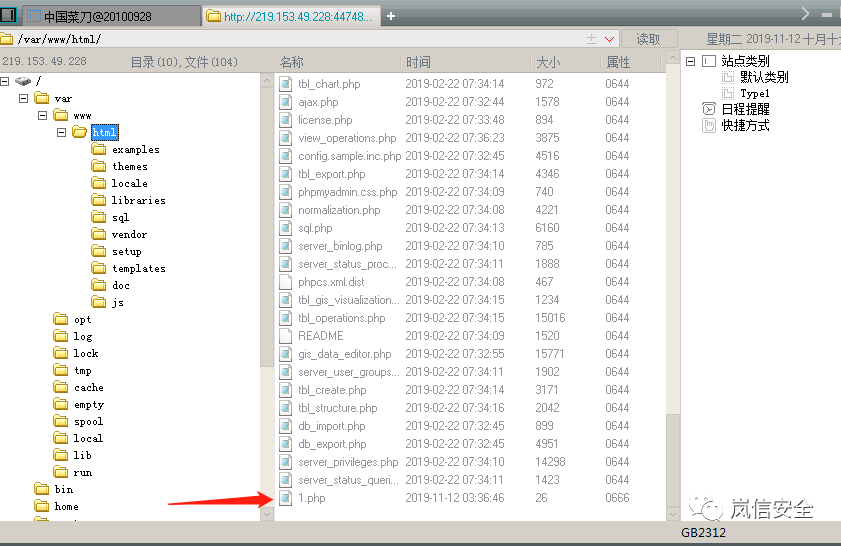 中国菜刀@20100928
http://219.153.49.228:44748...
/var/www/html/
读取
星期二 2019-11-12 十月十
219.153.49.228
目录(10),文件(104)
名称 时间 大小 属性
/
var
www
html
examples
themes
locale
libraries
sql
vendor
setup
templates
doc
js
opt
log
lock
tmp
cache
empty
spool
local
lib
run
bin
home
tbl_chart.php 2019-02-22 07:34:14 972 0644
ajax.php 2019-02-22 07:32:44 1578 0644
license.php 2019-02-22 07:33:48 894 0644
view_operations.php 2019-02-22 07:36:23 3875 0644
config.sample.inc.php 2019-02-22 07:32:45 4516 0644
tbl_export.php 2019-02-22 07:34:14 4346 0644
phpmyadmin.css.php 2019-02-22 07:34:09 740 0644
normalization.php 2019-02-22 07:34:08 4221 0644
sql.php 2019-02-22 07:34:13 6160 0644
server_binlog.php 2019-02-22 07:34:10 785 0644
server_status_proc... 2019-02-22 07:34:11 1888 0644
phpcs.xml.dist 2019-02-22 07:34:08 467 0644
tbl_gis_visualization... 2019-02-22 07:34:15 1234 0644
tbl_operations.php 2019-02-22 07:34:15 15016 0644
README 2019-02-22 07:34:09 1520 0644
gis_data_editor.php 2019-02-22 07:32:55 15771 0644
server_user_groups... 2019-02-22 07:34:11 1902 0644
tbl_create.php 2019-02-22 07:34:14 3171 0644
tbl_structure.php 2019-02-22 07:34:16 2042 0644
db_import.php 2019-02-22 07:32:45 899 0644
db_export.php 2019-02-22 07:32:45 4951 0644
server_privileges.php 2019-02-22 07:34:10 14298 0644
server_status_queri... 2019-02-22 07:34:11 899 0644
1.php 2019-11-12 03:36:46 26 0666
站点类别
默认类别
Type1
日程提醒
快捷方式
岚信安全
GB2312